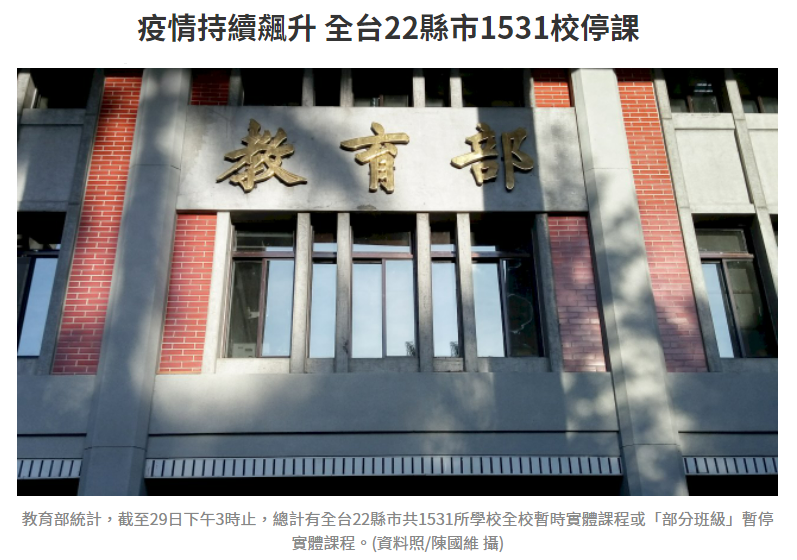 疫情持續飆升 全台22縣市1531校停課
教育部
教育部統計，截至29日下午3時止，總計有全台22縣市共1531所學校全校暫時實體課程或「部分班級」暫停
實體課程。(資料照/陳國維 攝)